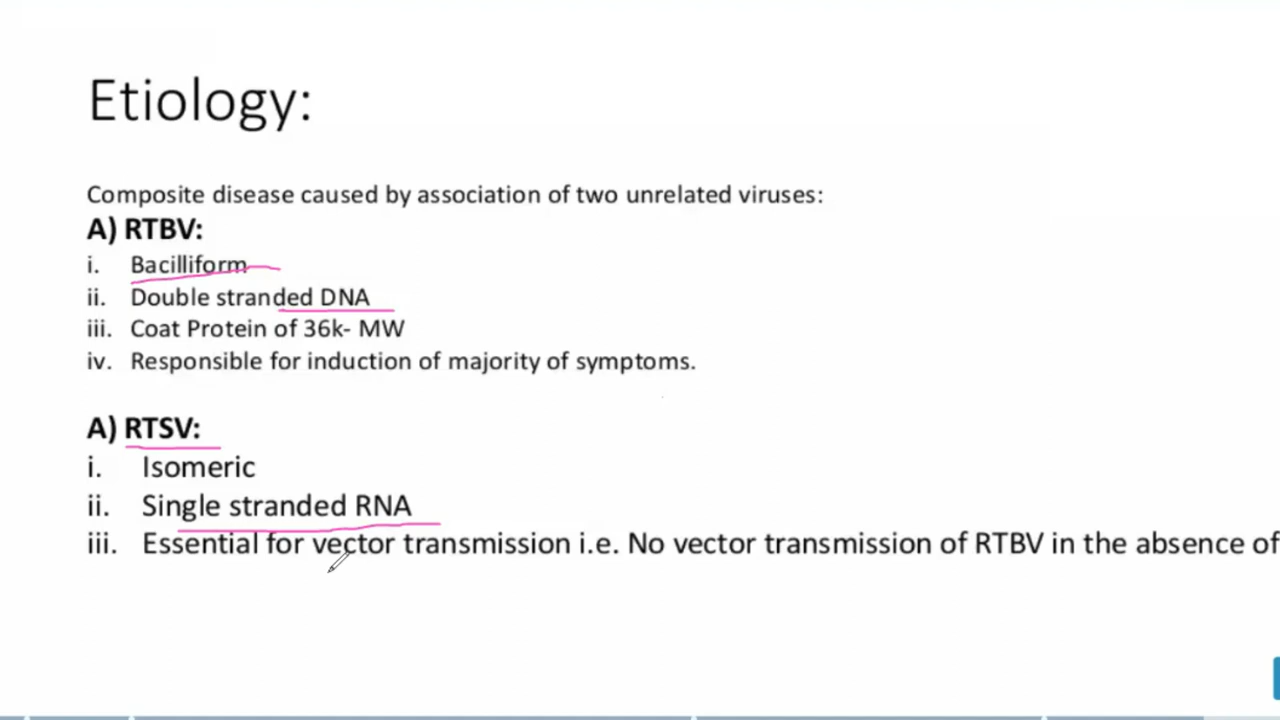 Etiology:
Composite disease caused by association of two unrelated viruses:
A) RTBV:
i. Bacilliform
ii. Double stranded DNA
iii. Coat Protein of 36k- MW
iv. Responsible for induction of majority of symptoms.
A) RTSV:
i. Isomeric
ii. Single stranded RNA
iii. Essential for vector transmission i.e. No vector transmission of RTBV in the absence of